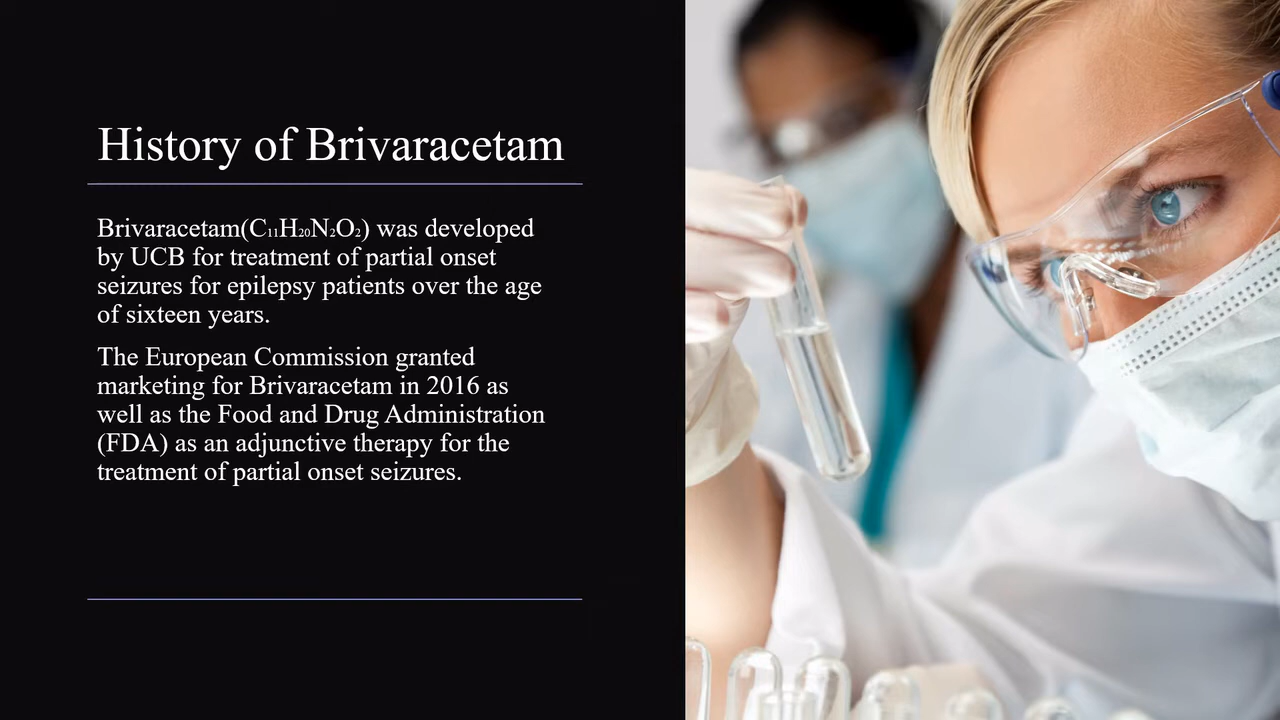 History of Brivaracetam
Brivaracetam(C₁₁H₂₀N₂O₂) was developed
by UCB for treatment of partial onset
seizures for epilepsy patients over the age
of sixteen years.
The European Commission granted
marketing for Brivaracetam in 2016 as
well as the Food and Drug Administration
(FDA) as an adjunctive therapy for the
treatment of partial onset seizures.